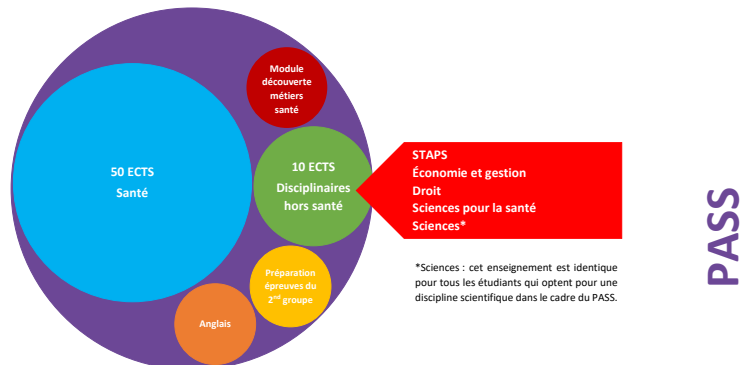 Module
découverte
métiers
santé
50 ECTS
Santé
10 ECTS
Disciplinaires
hors santé
STAPS
Économie et gestion
Droit
Sciences pour la santé
Sciences*
Préparation
épreuves du
2nd groupe
Anglais
*Sciences : cet enseignement est identique
pour tous les étudiants qui optent pour une
discipline scientifique dans le cadre du PASS.
PASS